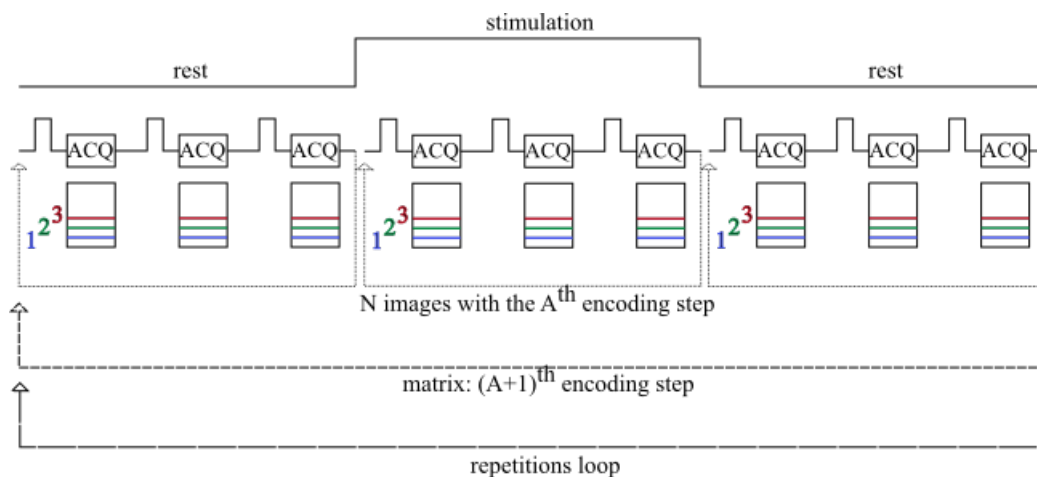 stimulation
rest rest
ACQ ACQ ACQ ACQ ACQ ACQ ACQ ACQ ACQ
1 2 3 1 2 3 1 2 3
N images with the Ath encoding step
matrix: (A+1)th encoding step
repetitions loop